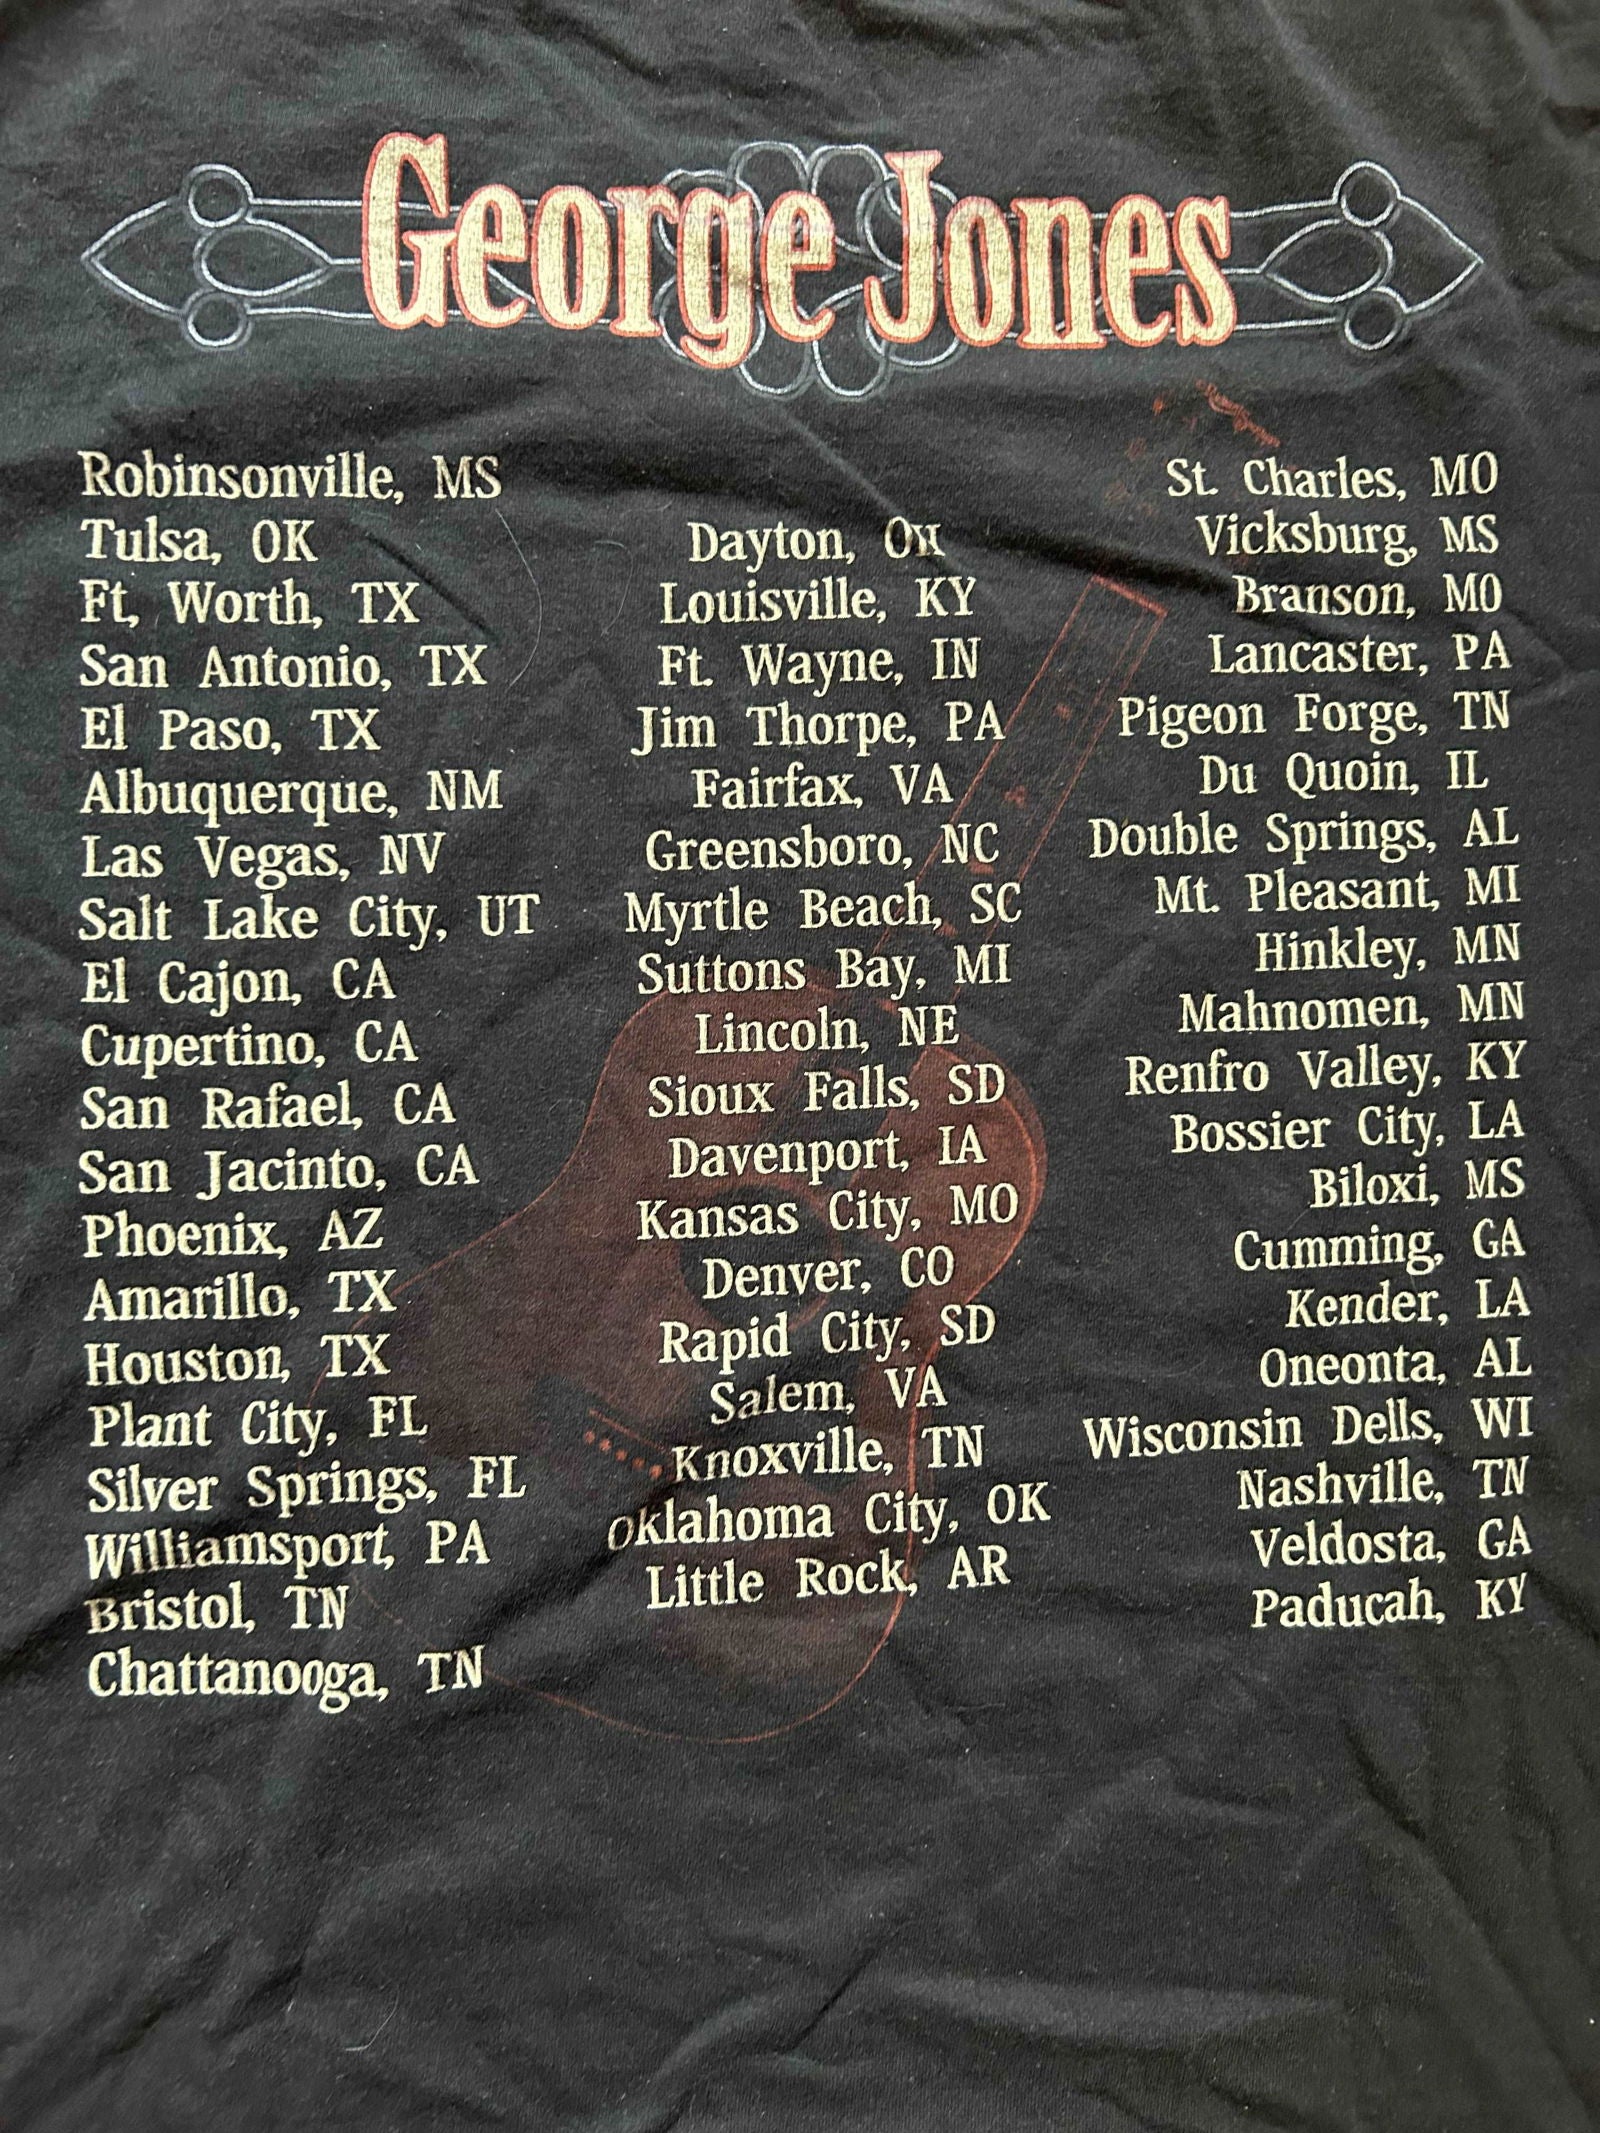 George Jones
Robinsonville, MS
Tulsa, OK
Ft, Worth, TX
San Antonio, TX
El Paso, TX
Albuquerque, NM
Las Vegas, NV
Salt Lake City, UT
El Cajon, CA
Cupertino, CA
San Rafael, CA
San Jacinto, CA
Phoenix, AZ
Amarillo, TX
Houston, TX
Plant City, FL
Silver Springs, FL
Williamsport, PA
Bristol, TN
Chattanooga, TN
Dayton, OH
Louisville, KY
Ft. Wayne, IN
Jim Thorpe, PA
Fairfax, VA
Greensboro, NC
Myrtle Beach, SC
Suttons Bay, MI
Lincoln, NE
Sioux Falls, SD
Davenport, IA
Kansas City, MO
Denver, CO
Rapid City, SD
Salem, VA
Knoxville, TN
Oklahoma City, OK
Little Rock, AR
St. Charles, MO
Vicksburg, MS
Branson, MO
Lancaster, PA
Pigeon Forge, TN
Du Quoin, IL
Double Springs, AL
Mt. Pleasant, MI
Hinkley, MN
Mahnomen, MN
Renfro Valley, KY
Bossier City, LA
Biloxi, MS
Cumming, GA
Kender, LA
Oneonta, AL
Wisconsin Dells, WI
Nashville, TN
Veldosta, GA
Paducah, KY